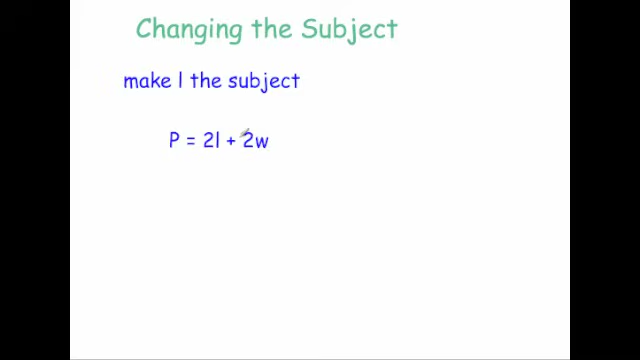 Changing the Subject
make l the subject
P = 2l + 2w